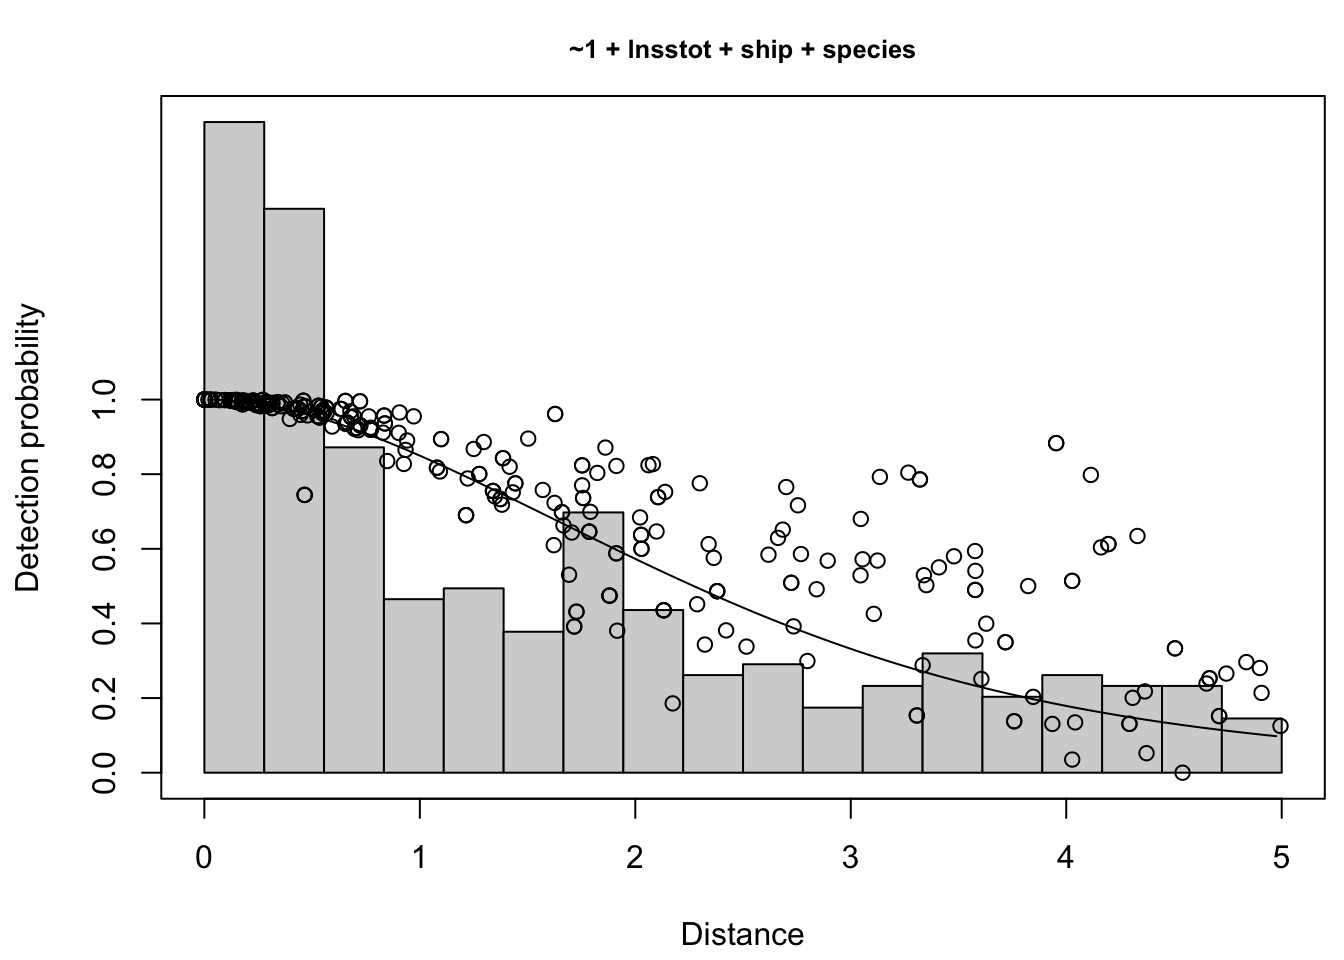 ~1 + lnsstot + ship + species
Detection probability
1.0
0.8
0.6
0.4
0.2
0.0
0 1 2 3 4 5
Distance